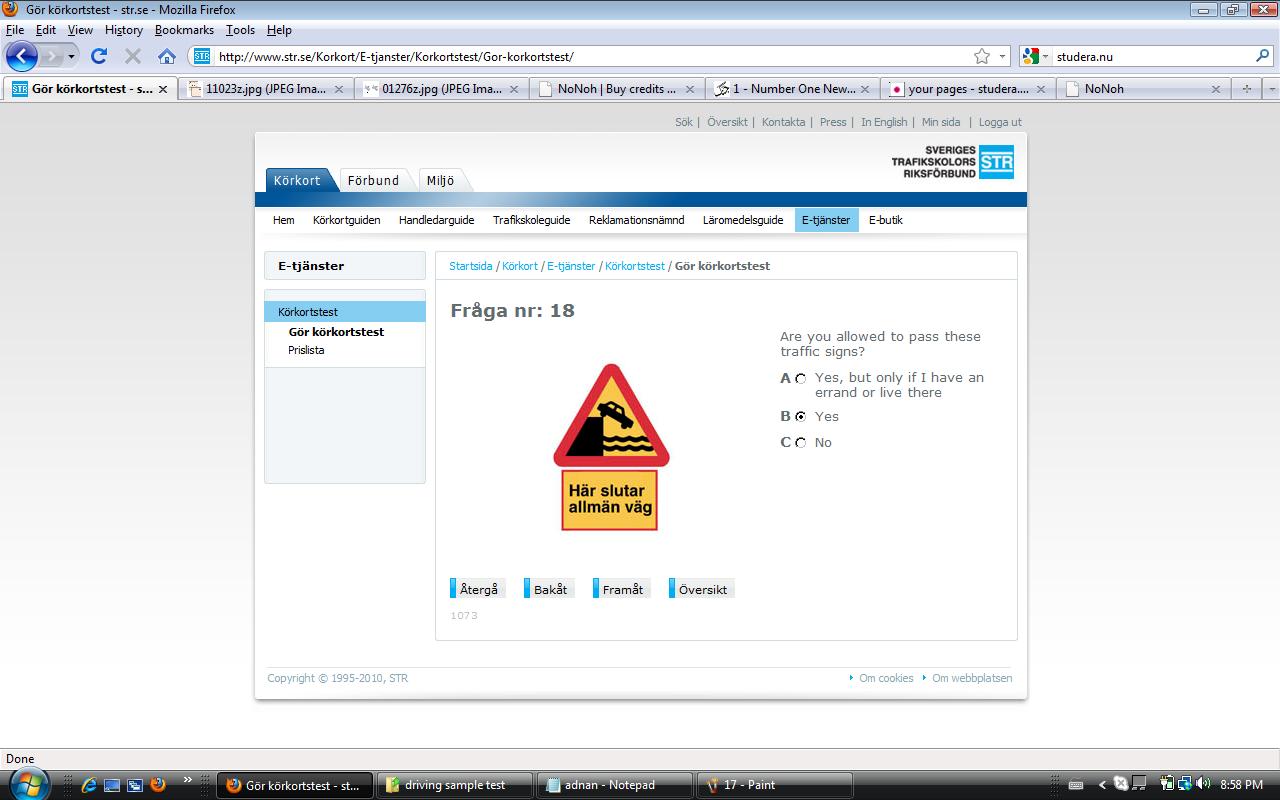 Gör körkortstest - str.se - Mozilla Firefox
File Edit View History Bookmarks Tools Help
STR http://www.str.se/Korkort/E-tjanster/Korkortstest/Gor-korkortstest/ studera.nu
STR Gör körkortstest - s... 11023z.jpg (JPEG Ima... 01276z.jpg (JPEG Ima... NoNoh | Buy credits ... 1 - Number One New... your pages - studera.... NoNoh
Sök | Översikt | Kontakta | Press | In English | Min sida | Logga ut
SVERIGES
TRAFIKSKOLORS
RIKSFÖRBUND
STR
Körkort Förbund Miljö
Hem Körkortguiden Handledarguide Trafikskoleguide Reklamationsnämnd Läromedelsguide E-tjänster E-butik
E-tjänster
Körkortstest
Gör körkortstest
Prislista
Startsida / Körkort / E-tjänster / Körkortstest / Gör körkortstest
Fråga nr: 18
Här slutar
allmän väg
Are you allowed to pass these
traffic signs?
A Yes, but only if I have an
errand or live there
B Yes
C No
Återgå Bakåt Framåt Översikt
1073
Copyright © 1995-2010, STR Om cookies Om webbplatsen
Done
Gör körkortstest - st... driving sample test adnan - Notepad 17 - Paint 8:58 PM